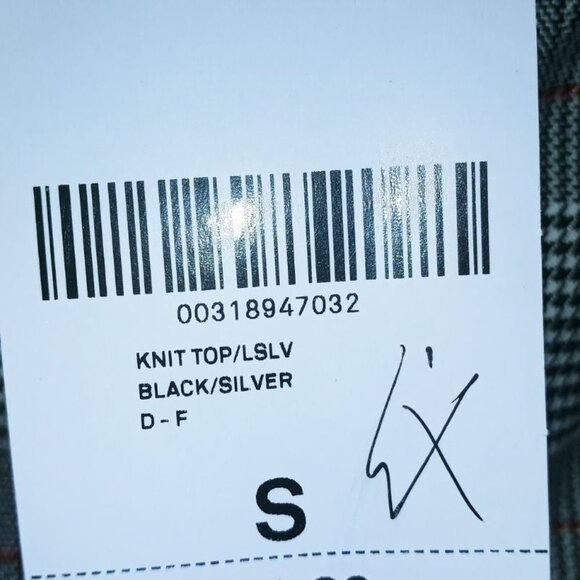 00318947032
KNIT TOP/LSLV
BLACK/SILVER
D-F
S